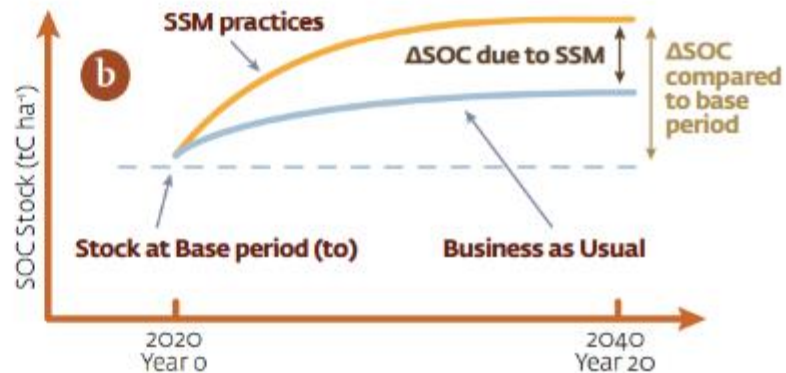 SSM practices
b
ΔSOC due to SSM
ΔSOC
compared
to base
period
SOC Stock (tC ha⁻¹)
Stock at Base period (to)
Business as Usual
2020
Year 0
2040
Year 20